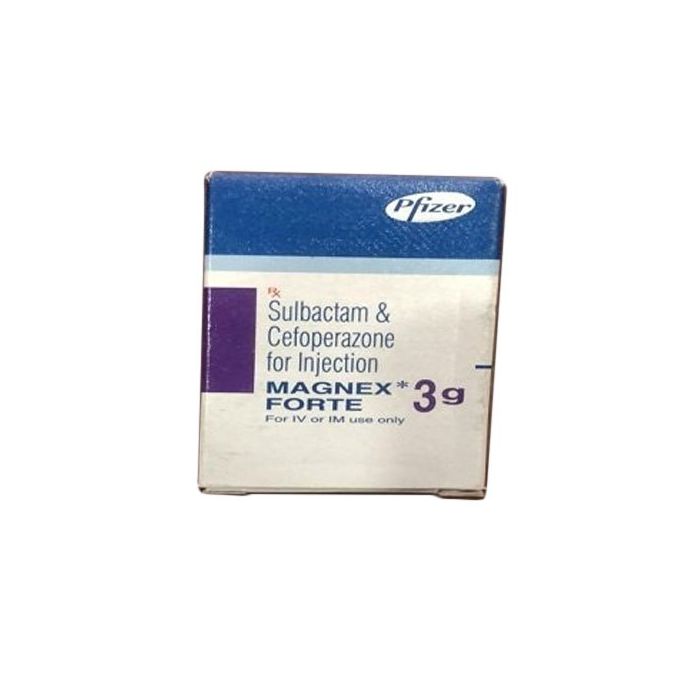 Pfizer
Rx
Sulbactam &
Cefoperazone
for Injection
MAGNEX*
FORTE 3g
For IV or IM use only